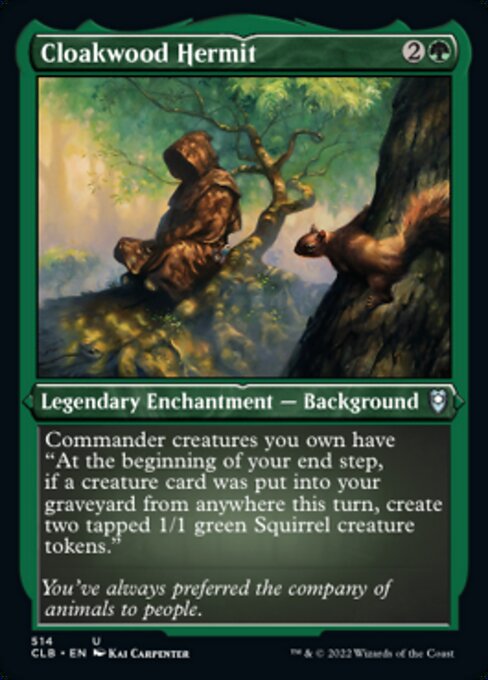 Cloakwood Hermit 2
Legendary Enchantment — Background
Commander creatures you own have
“At the beginning of your end step,
if a creature card was put into your
graveyard from anywhere this turn, create
two tapped 1/1 green Squirrel creature
tokens.”
You’ve always preferred the company of
animals to people.
514 U
CLB • EN Kai Carpenter ™ & © 2022 Wizards of the Coast